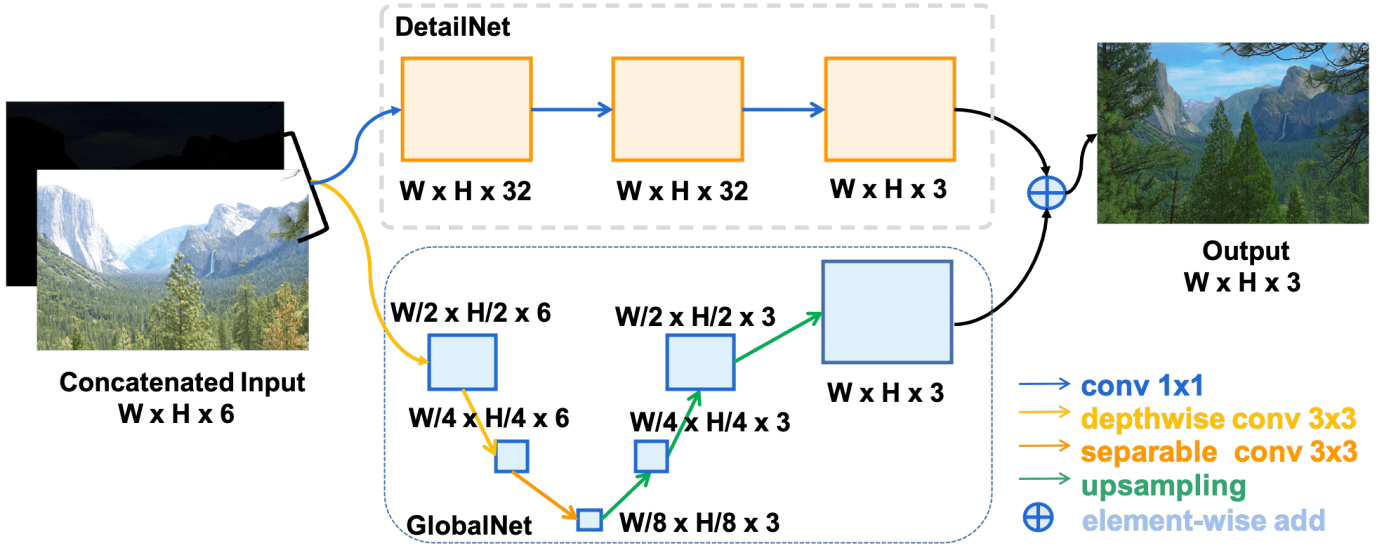 DetailNet
W x H x 32
W x H x 32
W x H x 3
Concatenated Input
W x H x 6
W/2 x H/2 x 6
W/4 x H/4 x 6
W/8 x H/8 x 3
W/4 x H/4 x 3
W/2 x H/2 x 3
W x H x 3
GlobalNet
Output
W x H x 3
conv 1x1
depthwise conv 3x3
separable conv 3x3
upsampling
element-wise add